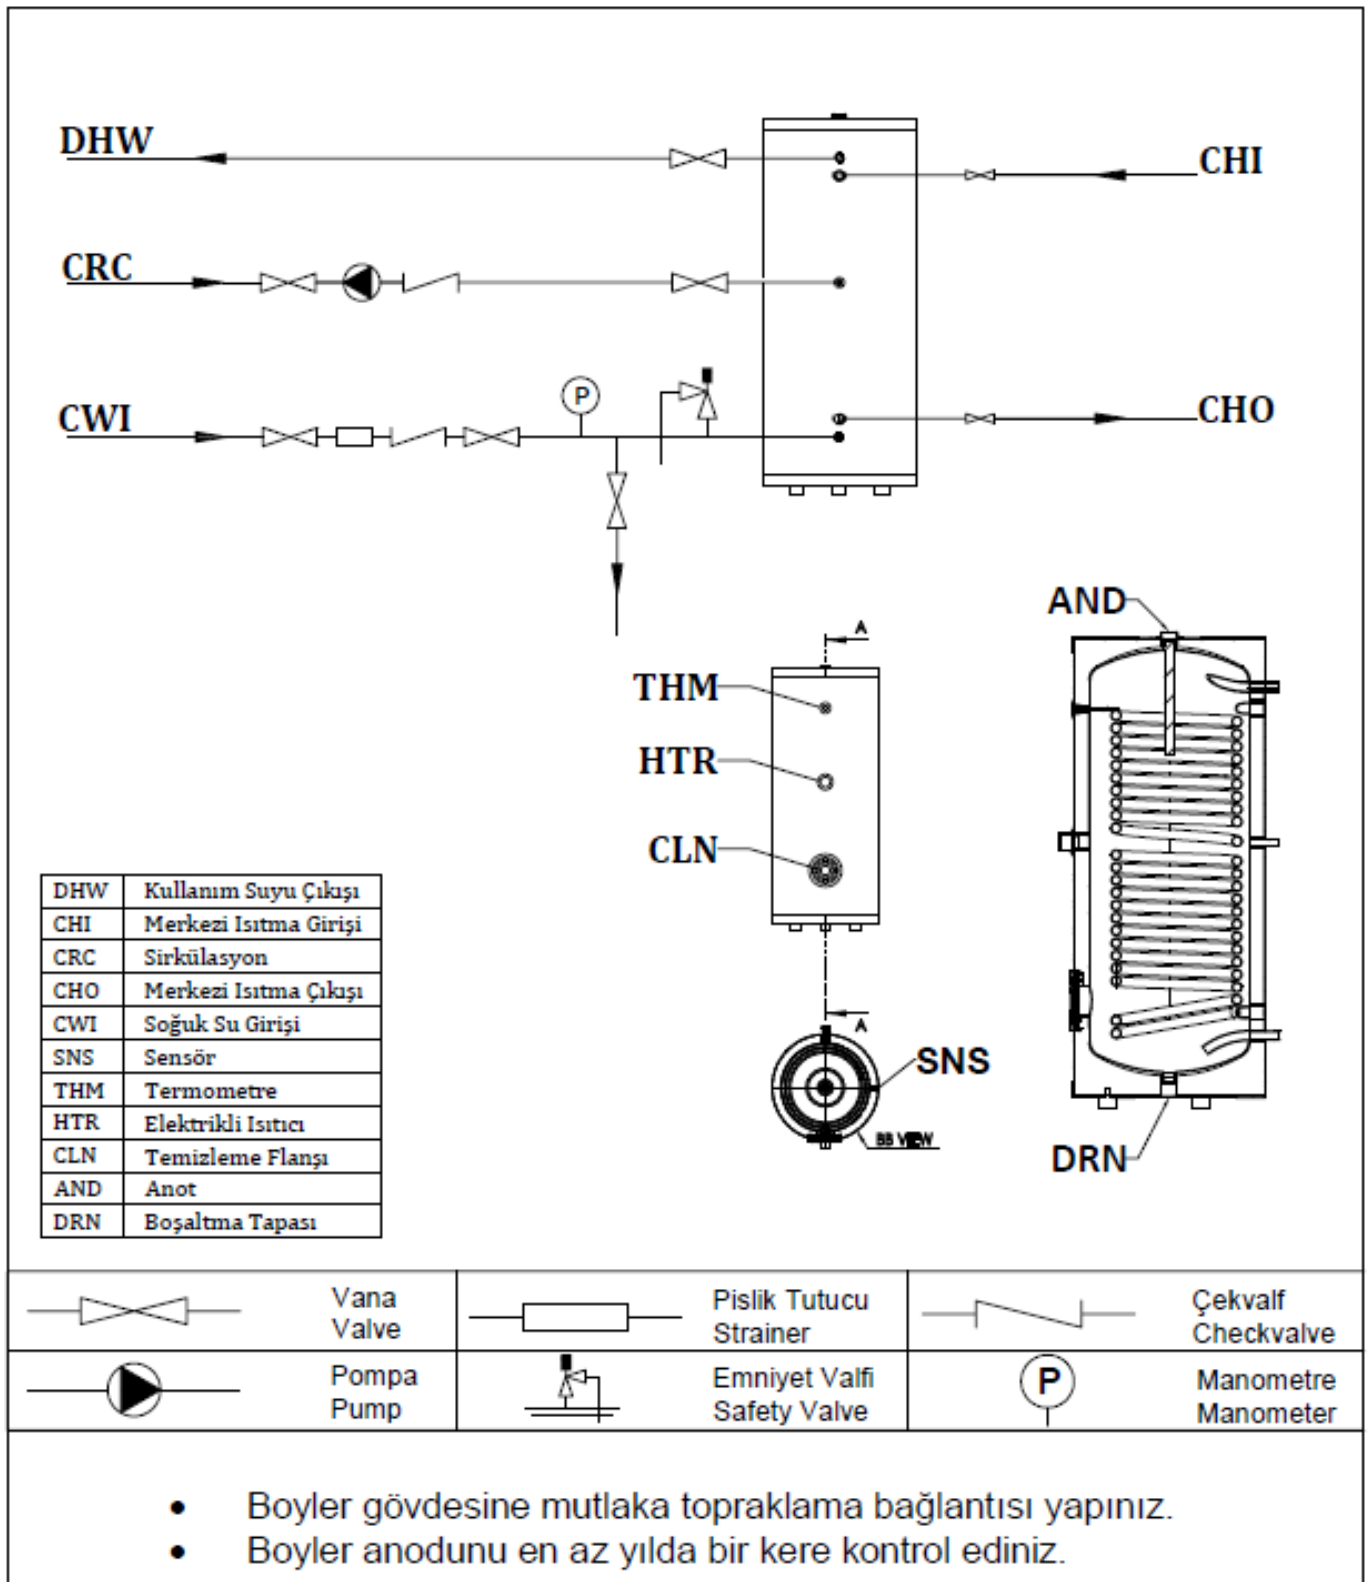 DHW
CHI
CRC
CWI
P
CHO
AND
A
THM
HTR
CLN
A
SNS
BB VIEW
DRN
DHW Kullanım Suyu Çıkışı
CHI Merkezi Isıtma Girişi
CRC Sirkülasyon
CHO Merkezi Isıtma Çıkışı
CWI Soğuk Su Girişi
SNS Sensör
THM Termometre
HTR Elektrikli Isıtıcı
CLN Temizleme Flanşı
AND Anot
DRN Boşaltma Tapası
Vana
Valve
Pislik Tutucu
Strainer
Çekvalf
Checkvalve
Pompa
Pump
Emniyet Valfi
Safety Valve
P
Manometre
Manometer
• Boyler gövdesine mutlaka topraklama bağlantısı yapınız.
• Boyler anodunu en az yılda bir kere kontrol ediniz.